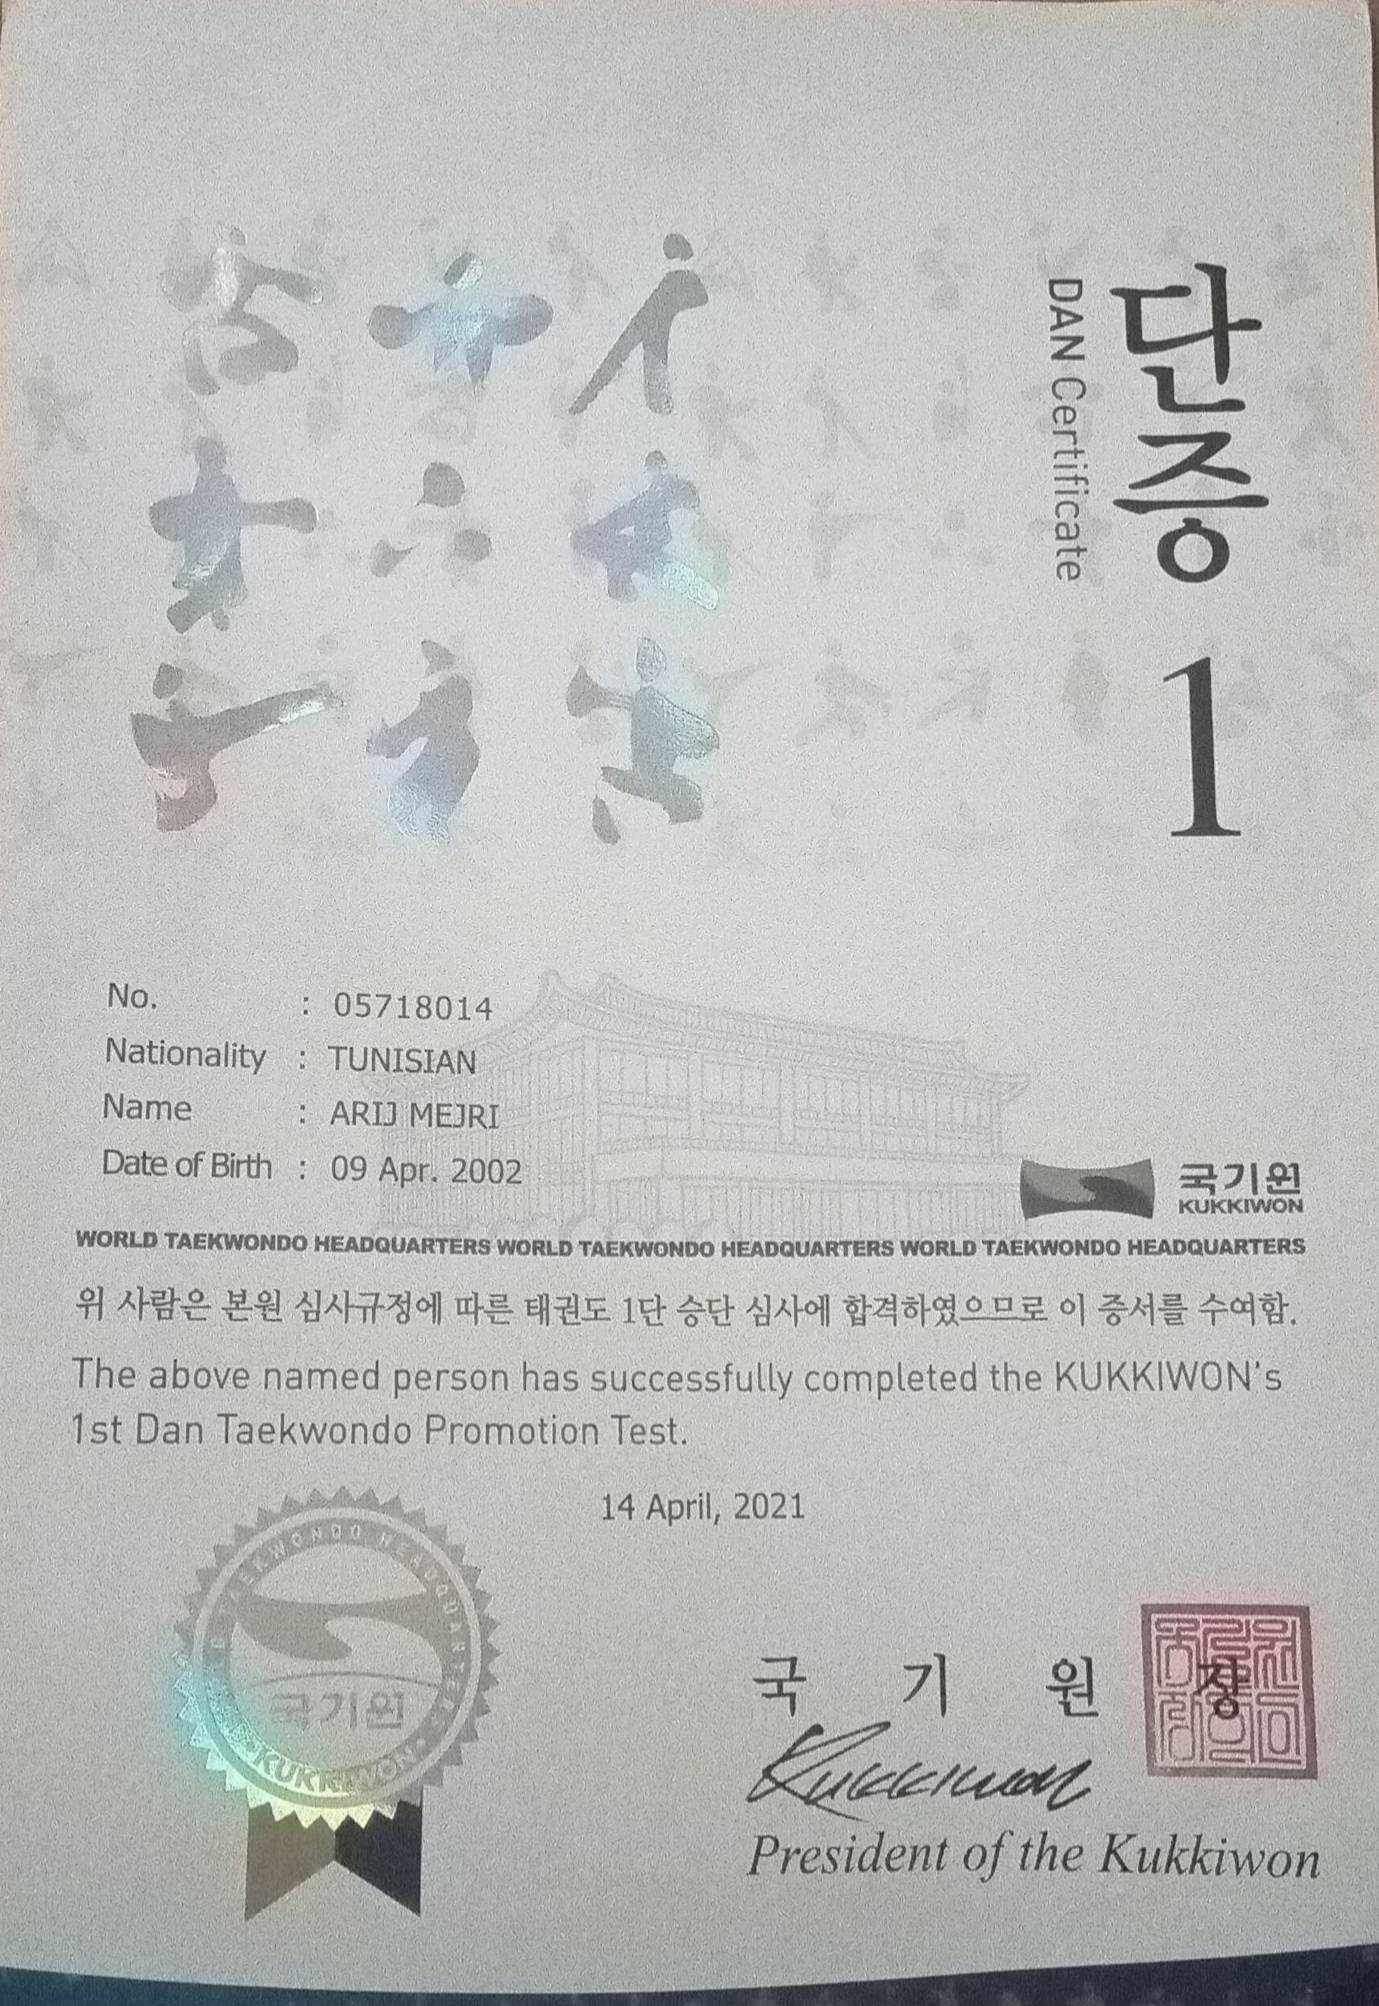 단증 1
DAN Certificate
No. : 05718014
Nationality : TUNISIAN
Name : ARIJ MEJRI
Date of Birth : 09 Apr. 2002
국기원
KUKKIWON
WORLD TAEKWONDO HEADQUARTERS WORLD TAEKWONDO HEADQUARTERS WORLD TAEKWONDO HEADQUARTERS
위 사람은 본원 심사규정에 따른 태권도 1단 승단 심사에 합격하였으므로 이 증서를 수여함.
The above named person has successfully completed the KUKKIWON's
1st Dan Taekwondo Promotion Test.
14 April, 2021
TAEKWONDO HEADQUARTERS
국기원
KUKKIWON
국 기 원 장
Kukkiwon
President of the Kukkiwon